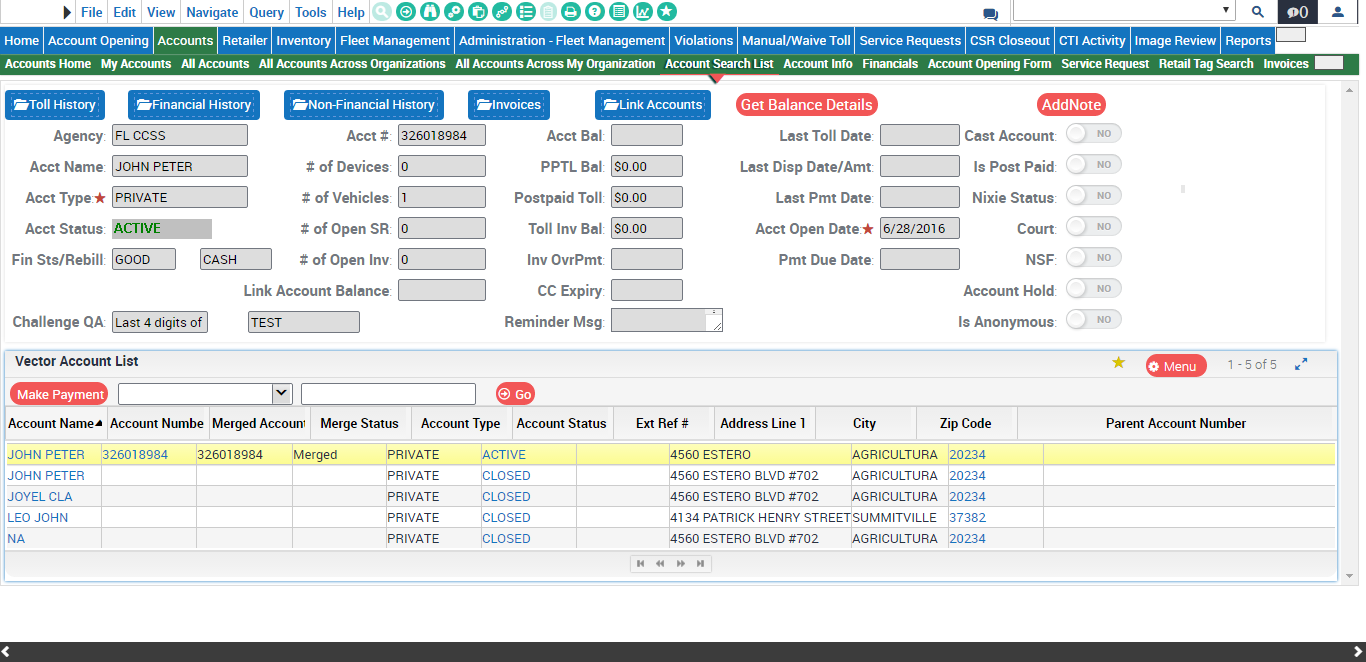 File Edit View Navigate Query Tools Help 0
Home Account Opening Accounts Retailer Inventory Fleet Management Administration - Fleet Management Violations Manual/Waive Toll Service Requests CSR Closeout CTI Activity Image Review Reports
Accounts Home My Accounts All Accounts All Accounts Across Organizations All Accounts Across My Organization Account Search List Account Info Financials Account Opening Form Service Request Retail Tag Search Invoices
Toll History Financial History Non-Financial History Invoices Link Accounts Get Balance Details AddNote
Agency: FL CCSS Acct #: 326018984 Acct Bal: Last Toll Date: Cast Account: NO
Acct Name: JOHN PETER # of Devices: 0 PPTL Bal: $0.00 Last Disp Date/Amt: Is Post Paid: NO
Acct Type:★ PRIVATE # of Vehicles: 1 Postpaid Toll: $0.00 Last Pmt Date: Nixie Status: NO
Acct Status: ACTIVE # of Open SR: 0 Toll Inv Bal: $0.00 Acct Open Date:★ 6/28/2016 Court: NO
Fin Sts/Rebill: GOOD CASH # of Open Inv: 0 Inv OvrPmt: Pmt Due Date: NSF: NO
Link Account Balance: CC Expiry: Account Hold: NO
Challenge QA: Last 4 digits of TEST Reminder Msg: Is Anonymous: NO
Vector Account List Menu 1 - 5 of 5
Make Payment Go
Account Name Account Numbe Merged Accoun Merge Status Account Type Account Status Ext Ref # Address Line 1 City Zip Code Parent Account Number
JOHN PETER 326018984 326018984 Merged PRIVATE ACTIVE 4560 ESTERO AGRICULTURA 20234
JOHN PETER PRIVATE CLOSED 4560 ESTERO BLVD #702 AGRICULTURA 20234
JOYEL CLA PRIVATE CLOSED 4560 ESTERO BLVD #702 AGRICULTURA 20234
LEO JOHN PRIVATE CLOSED 4134 PATRICK HENRY STREET SUMMITVILLE 37382
NA PRIVATE CLOSED 4560 ESTERO BLVD #702 AGRICULTURA 20234